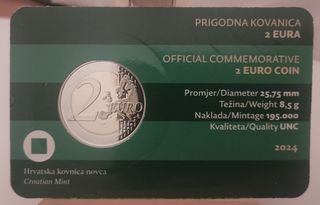 PRIGODNA KOVANICA
2 EURA
OFFICIAL COMMEMORATIVE
2 EURO COIN
2 EURO
Promjer/Diameter 25,75 mm
Težina/Weight 8,5 g
Naklada/Mintage 195.000
Kvaliteta/Quality UNC
2024
Hrvatska kovnica novca
Croatian Mint